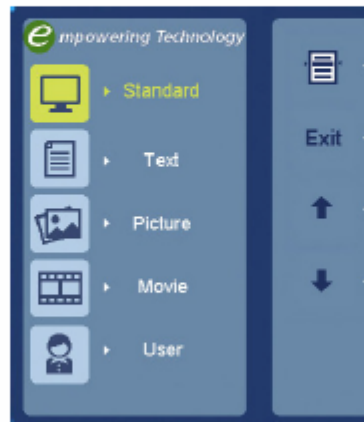 e mpowering Technology
Standard
Text
Picture
Movie
User
Exit